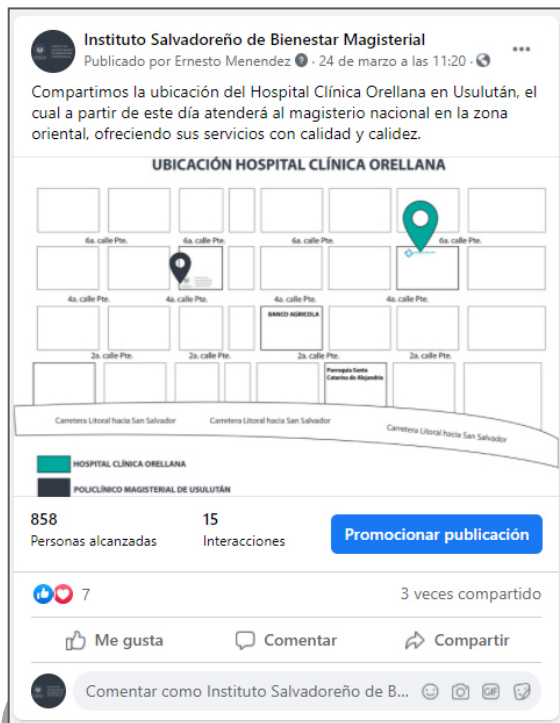 Instituto Salvadoreño de Bienestar Magisterial
Publicado por Ernesto Menendez · 24 de marzo a las 11:20 ·
Compartimos la ubicación del Hospital Clínica Orellana en Usulután, el
cual a partir de este día atenderá al magisterio nacional en la zona
oriental, ofreciendo sus servicios con calidad y calidez.
UBICACIÓN HOSPITAL CLÍNICA ORELLANA
6a. calle Pte. 6a. calle Pte. 6a. calle Pte. 6a. calle Pte.
4a. calle Pte. 4a. calle Pte. 4a. calle Pte. 4a. calle Pte.
BANCO AGRICOLA
2a. calle Pte. 2a. calle Pte. 2a. calle Pte. 2a. calle Pte.
Parroquia Santa
Catarina de Alejandría
Carretera Litoral hacia San Salvador Carretera Litoral hacia San Salvador Carretera Litoral hacia San Salvador
HOSPITAL CLÍNICA ORELLANA
POLICLÍNICO MAGISTERIAL DE USULUTÁN
858 15
Personas alcanzadas Interacciones
Promocionar publicación
7 3 veces compartido
Me gusta Comentar Compartir
Comentar como Instituto Salvadoreño de B... GIF